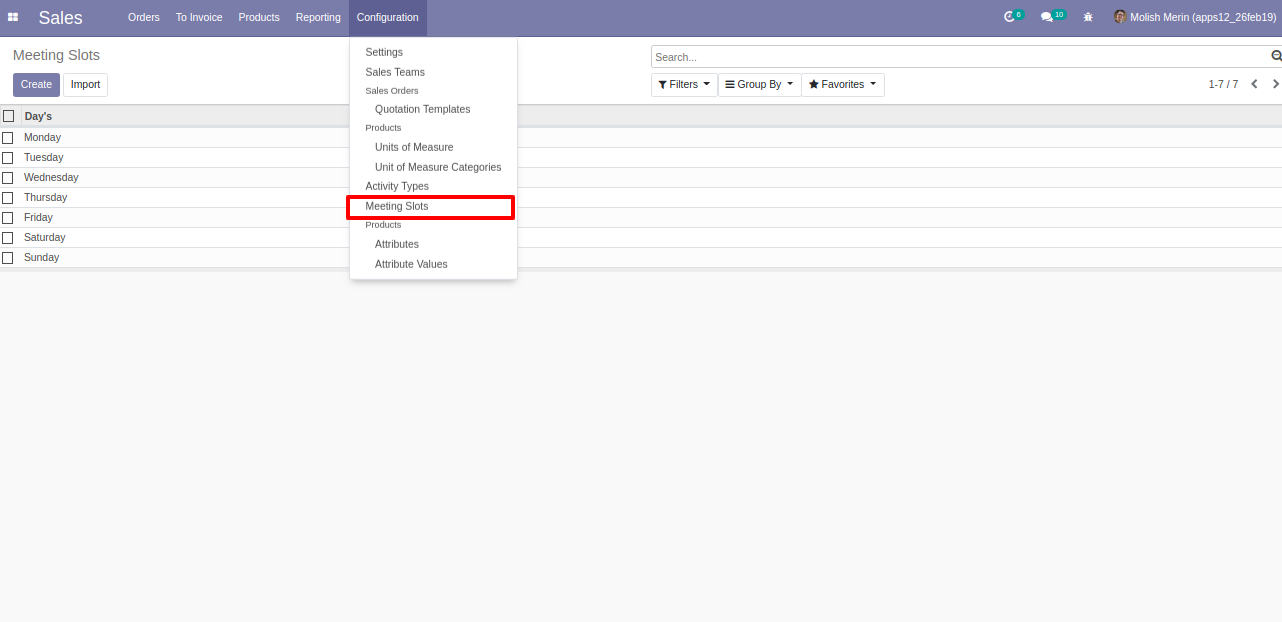 Sales Orders To Invoice Products Reporting Configuration 6 10 Molish Merin (apps12_26feb19)
Meeting Slots
Search...
Create Import
Filters Group By Favorites 1-7 / 7
Settings
Sales Teams
Sales Orders
Quotation Templates
Products
Units of Measure
Unit of Measure Categories
Activity Types
Meeting Slots
Products
Attributes
Attribute Values
Day's
Monday
Tuesday
Wednesday
Thursday
Friday
Saturday
Sunday